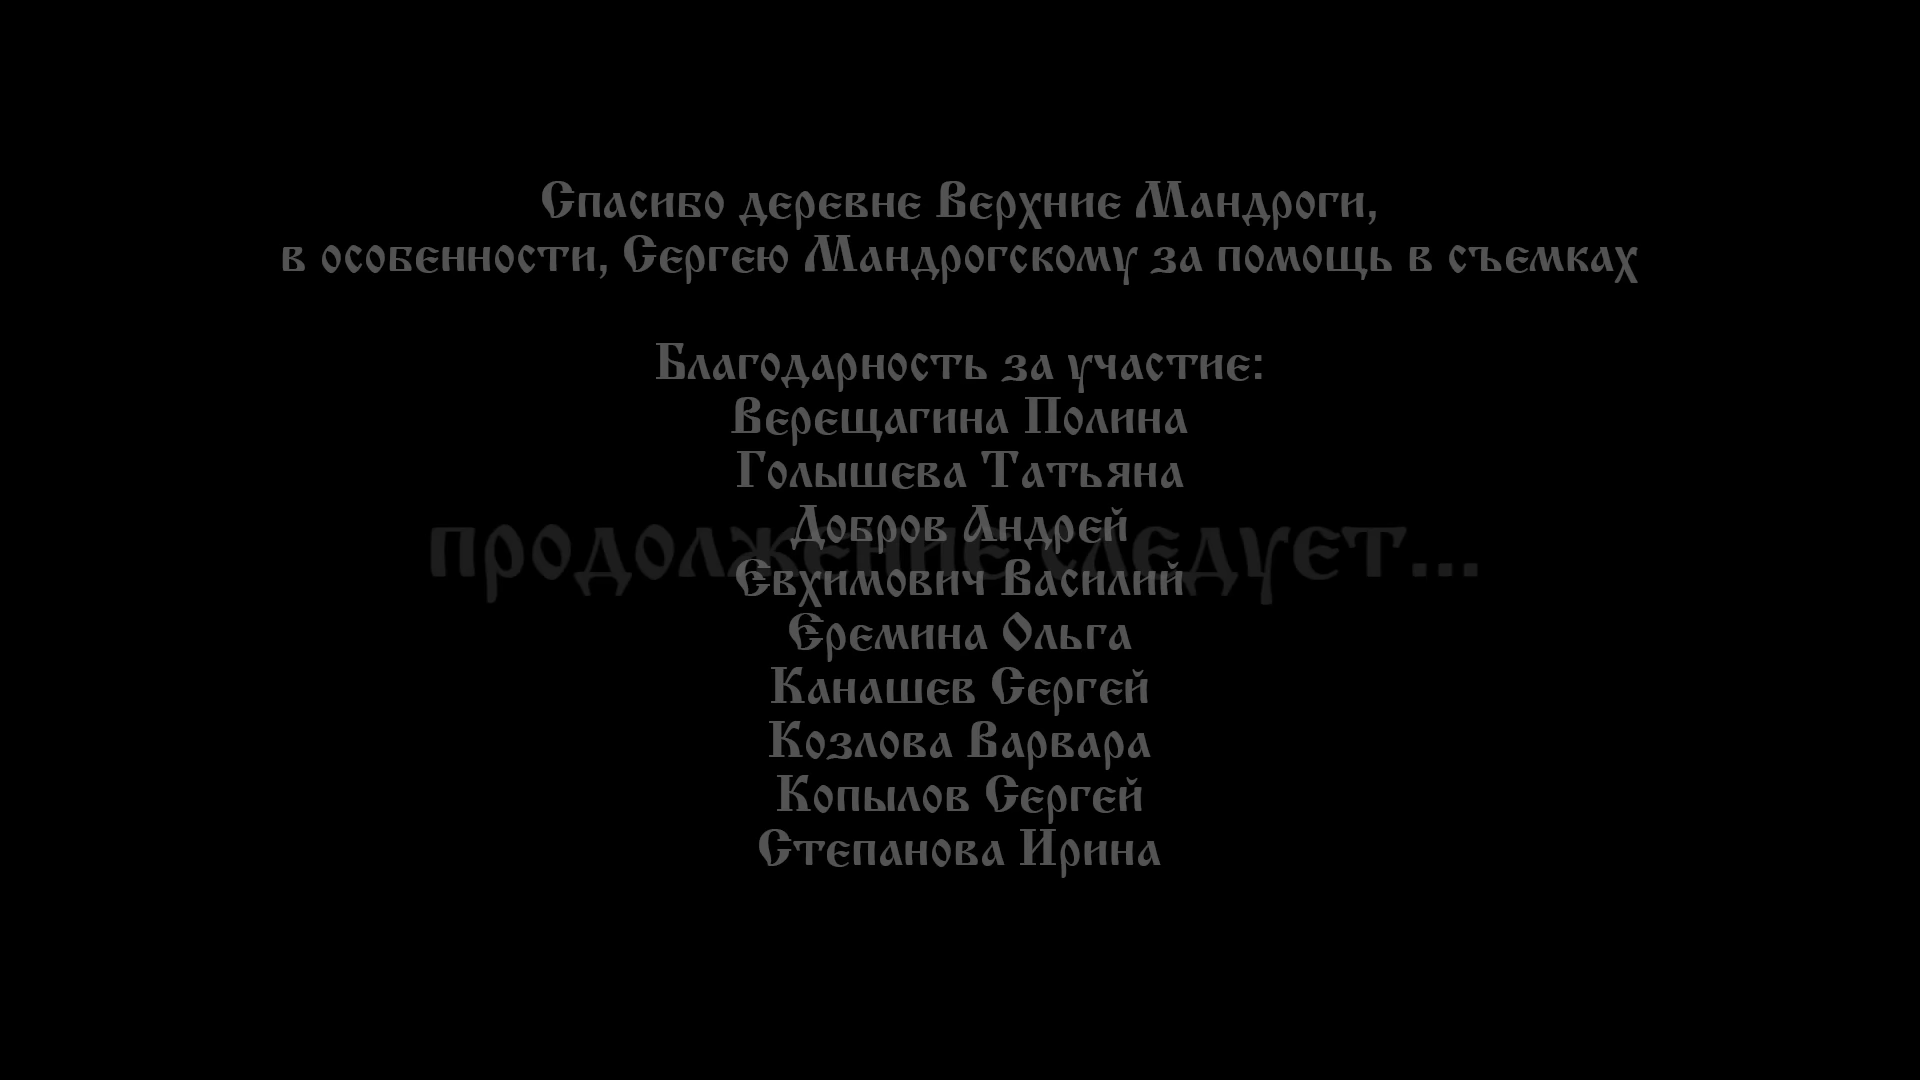 Спасибо деревне Верхние Мандроги,
в особенности, Сергею Мандрогскому за помощь в съемках
Благодарность за участие:
Верещагина Полина
Голышева Татьяна
Добров Андрей
Евхимович Василий
продолжение следует...
Еремина Ольга
Канашев Сергей
Козлова Варвара
Копылов Сергей
Степанова Ирина